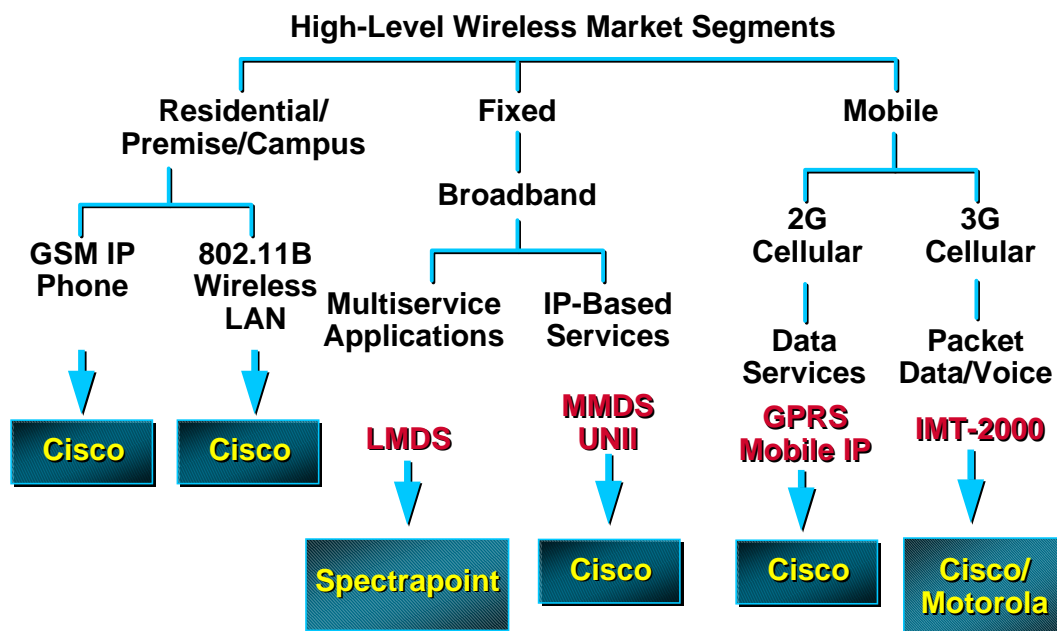 High-Level Wireless Market Segments
Residential/
Premise/Campus
Fixed
Mobile
Broadband
2G
Cellular
3G
Cellular
GSM IP
Phone
802.11B
Wireless
LAN
Multiservice
Applications
IP-Based
Services
Data
Services
Packet
Data/Voice
LMDS
MMDS
UNII
GPRS
Mobile IP
IMT-2000
Cisco
Cisco
Spectrapoint
Cisco
Cisco
Cisco/
Motorola